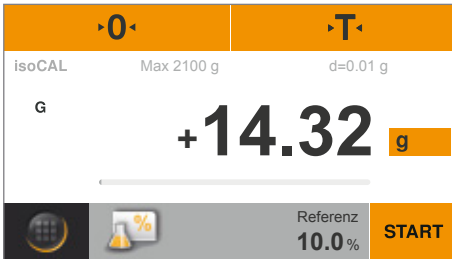 0 T
isoCAL Max 2100 g d=0.01 g
G
+14.32 g
%
Referenz
10.0 % START